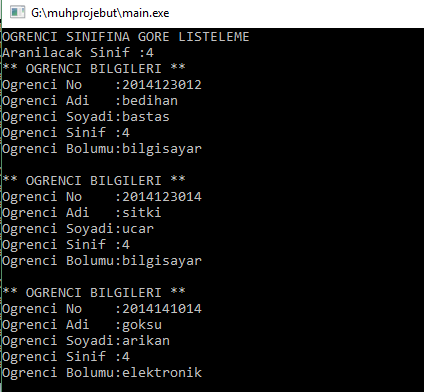 G:\muhprojebut\main.exe
OGRENCI SINIFINA GORE LISTELEME
Aranilacak Sinif :4
** OGRENCI BILGILERI **
Ogrenci No    :2014123012
Ogrenci Adi   :bedihan
Ogrenci Soyadi:bastas
Ogrenci Sinif :4
Ogrenci Bolumu:bilgisayar

** OGRENCI BILGILERI **
Ogrenci No    :2014123014
Ogrenci Adi   :sitki
Ogrenci Soyadi:ucar
Ogrenci Sinif :4
Ogrenci Bolumu:bilgisayar

** OGRENCI BILGILERI **
Ogrenci No    :2014141014
Ogrenci Adi   :goksu
Ogrenci Soyadi:arikan
Ogrenci Sinif :4
Ogrenci Bolumu:elektronik